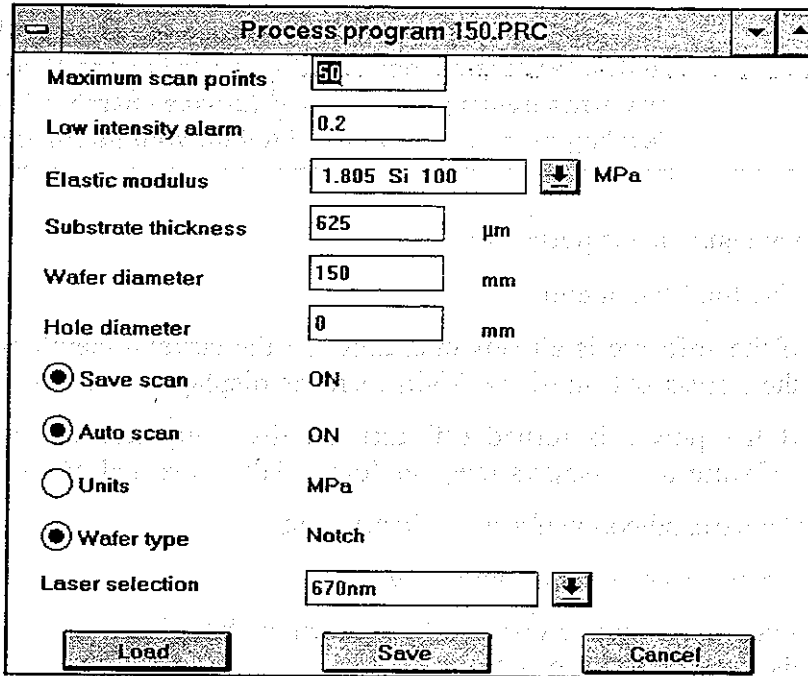 Process program 150.PRC
Maximum scan points 50
Low intensity alarm 0.2
Elastic modulus 1.805 Si 100 MPa
Substrate thickness 625 µm
Wafer diameter 150 mm
Hole diameter 0 mm
Save scan ON
Auto scan ON
Units MPa
Wafer type Notch
Laser selection 670nm
Load Save Cancel